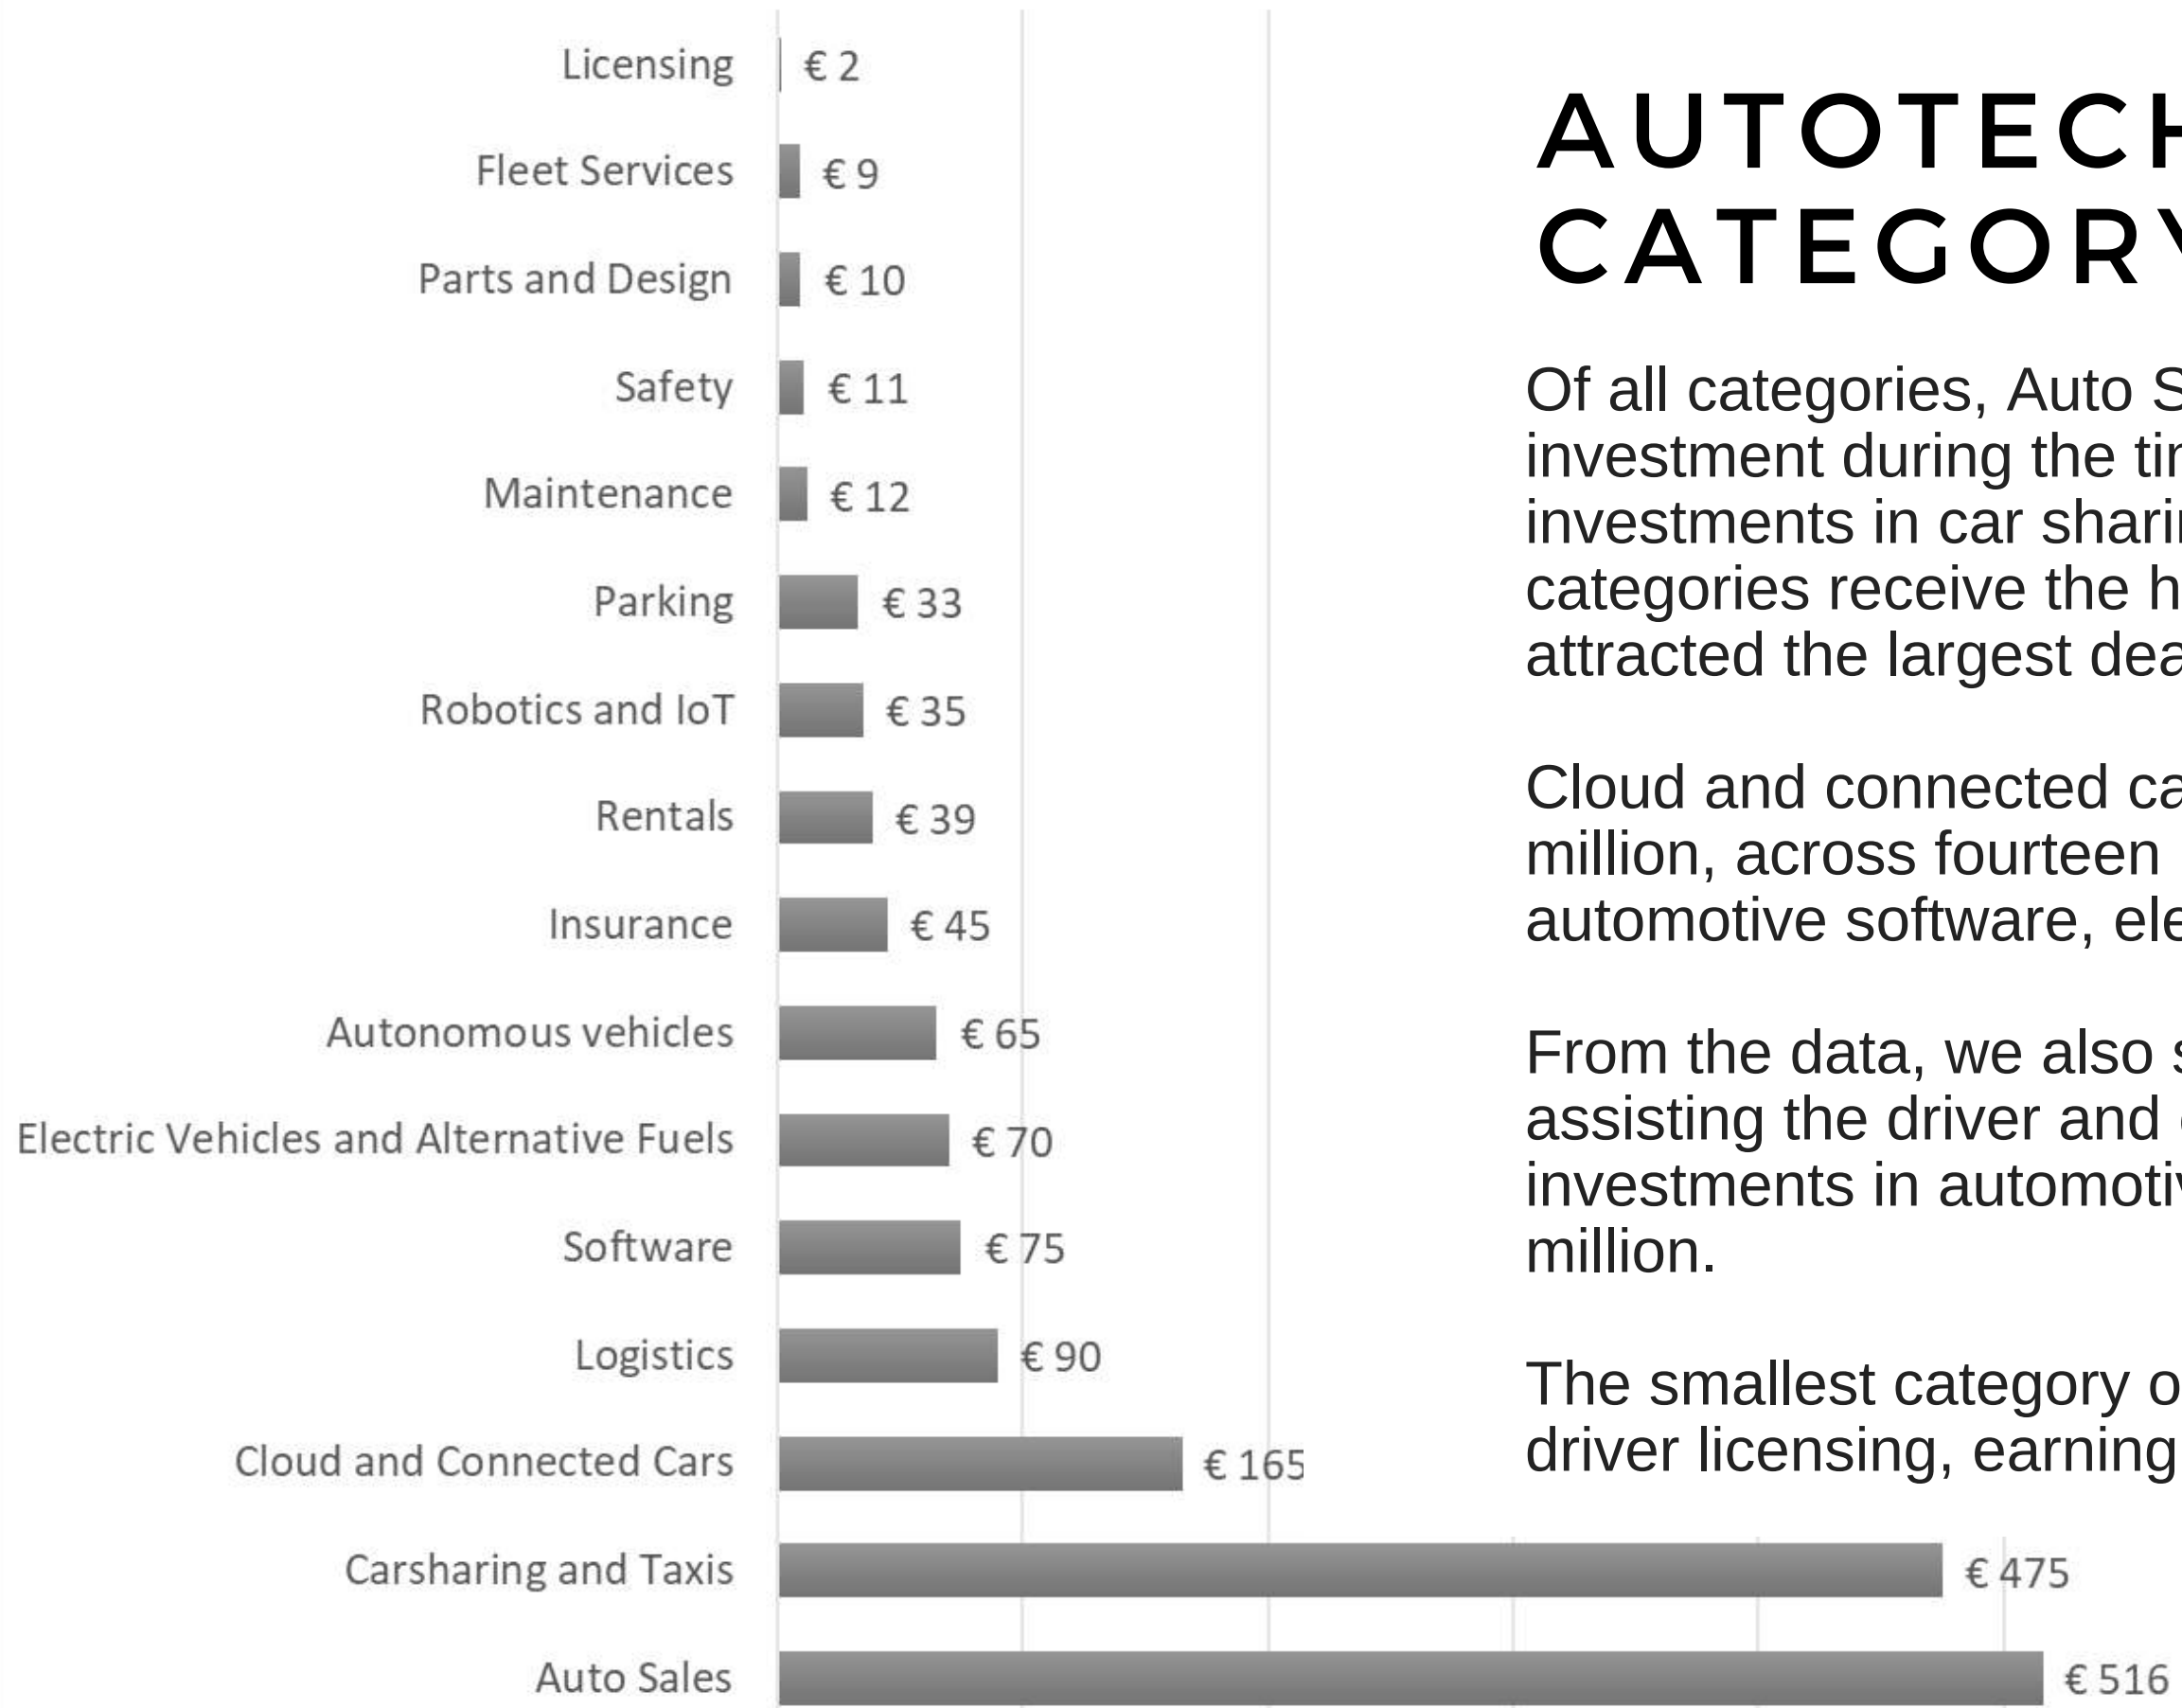 Licensing € 2
Fleet Services € 9
Parts and Design € 10
Safety € 11
Maintenance € 12
Parking € 33
Robotics and IoT € 35
Rentals € 39
Insurance € 45
Autonomous vehicles € 65
Electric Vehicles and Alternative Fuels € 70
Software € 75
Logistics € 90
Cloud and Connected Cars € 165
Carsharing and Taxis € 475
Auto Sales € 516
AUTOTECH
CATEGORY
Of all categories, Auto
investment during the
investments in car
categories receive the
attracted the largest
Cloud and connected
million, across fourteen
automotive software,
From the data, we also
assisting the driver and
investments in
million.
The smallest category
driver licensing, earning